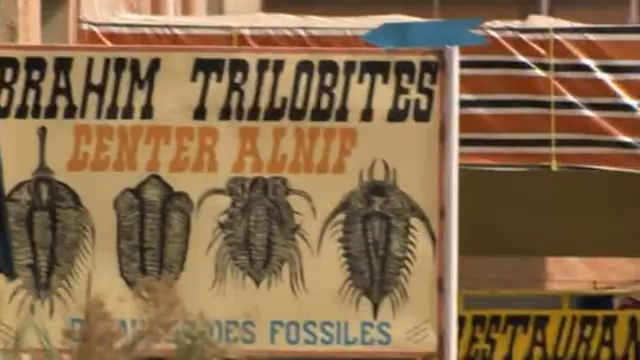 BRAHIM TRILOBITES
CENTER ALNIF
DES FOSSILES
RESTAURAN